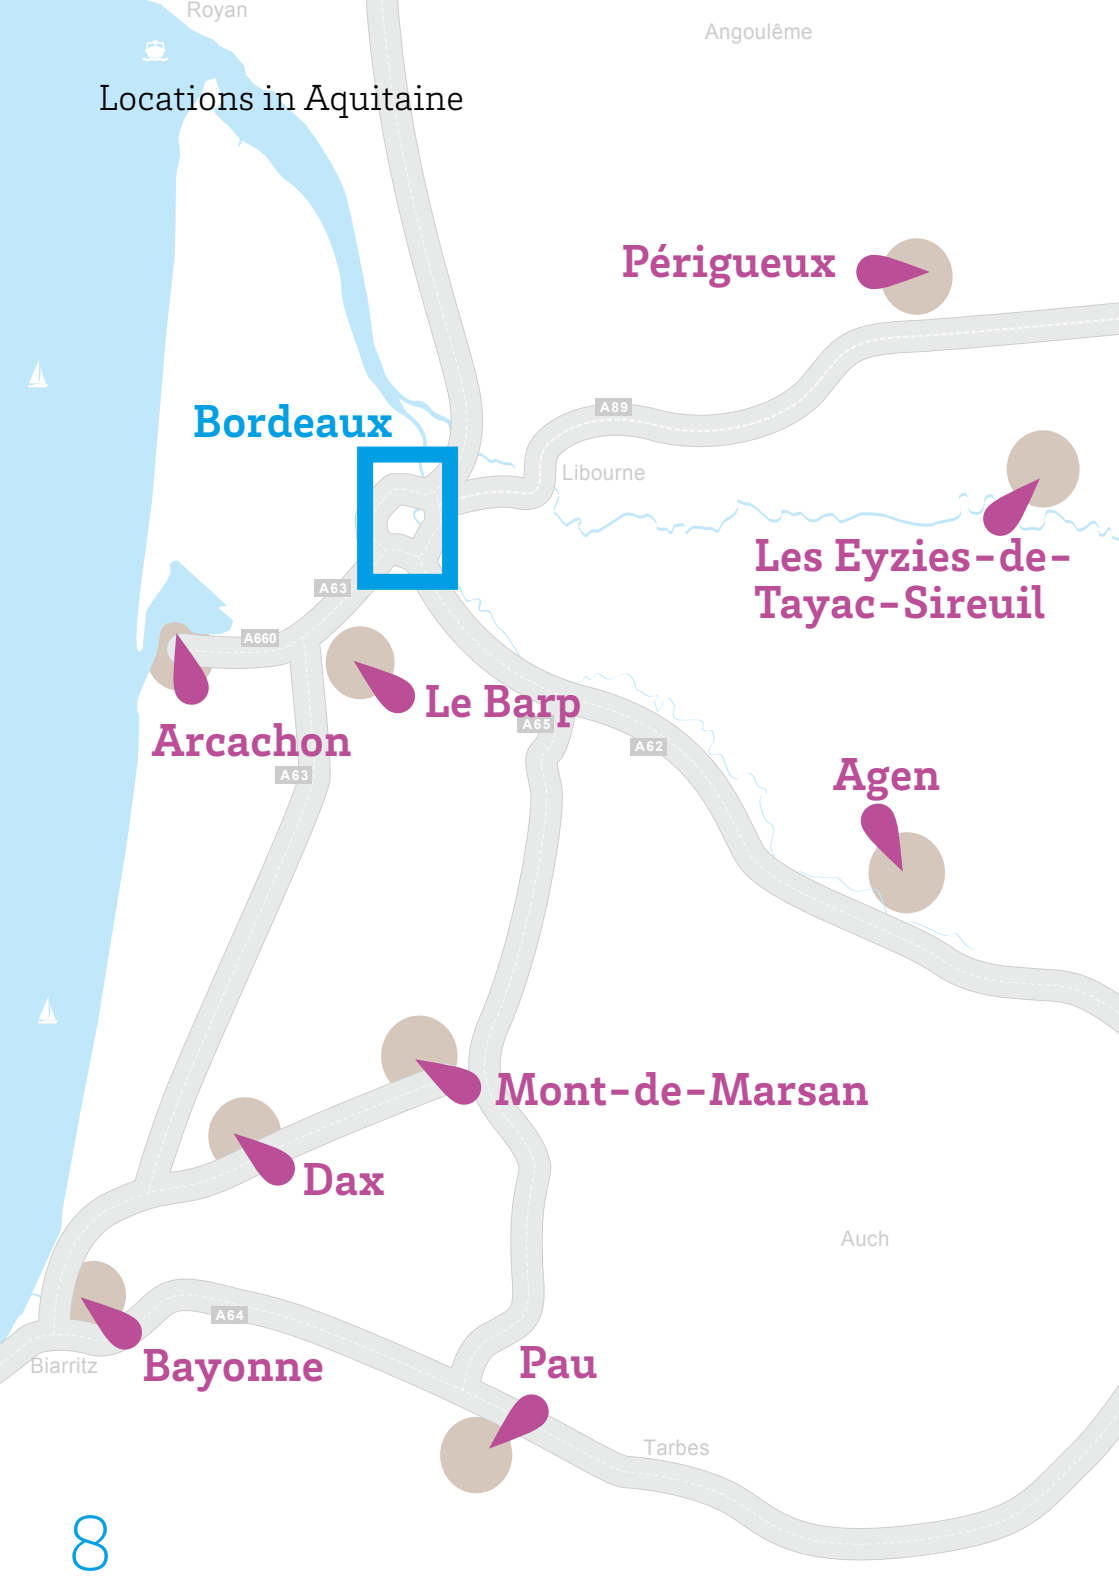 Royan
Angoulême
Locations in Aquitaine
Périgueux
A89
Bordeaux
Libourne
Les Eyzies-de-
Tayac-Sireuil
A63
A660
Le Barp
A65
Arcachon
A62
A63
Agen
Mont-de-Marsan
Dax
Auch
A64
Biarritz
Bayonne
Pau
Tarbes
8